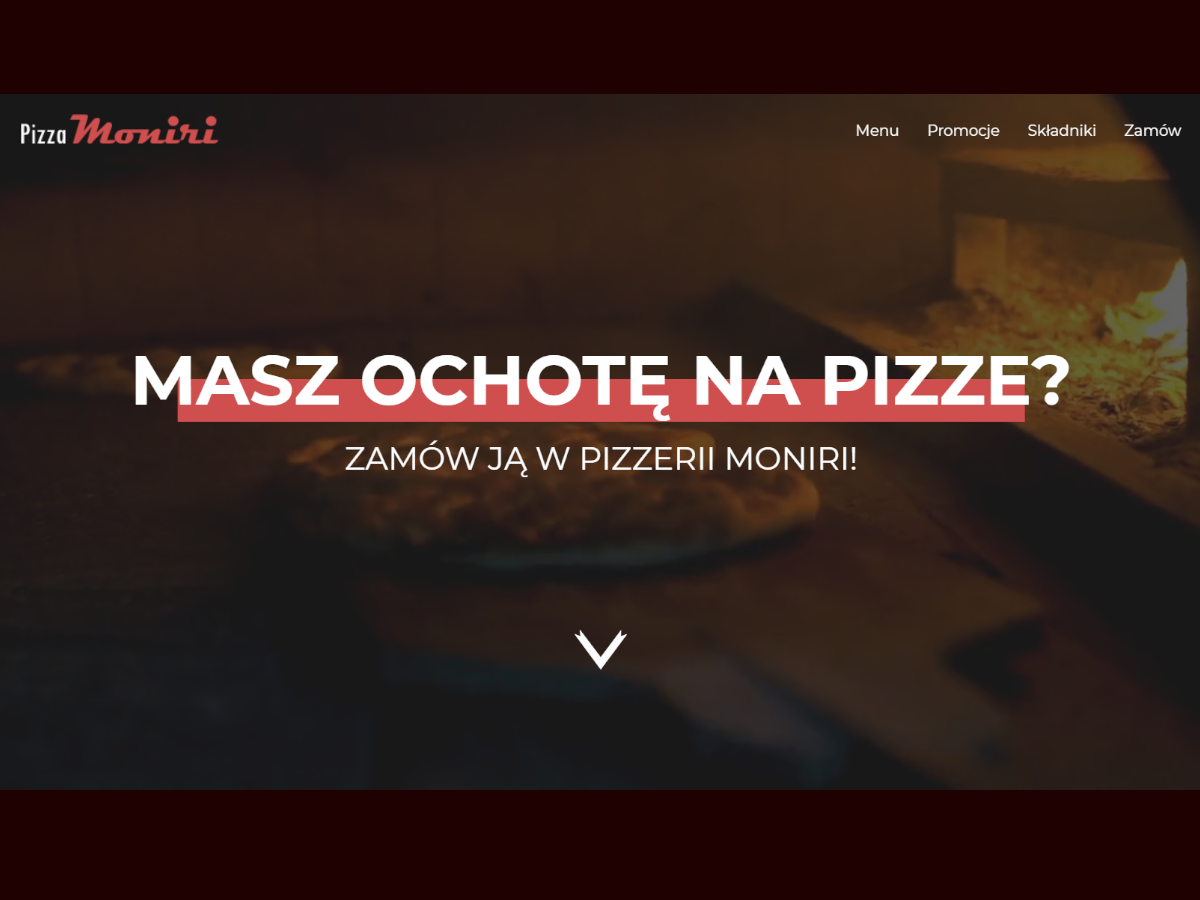 Pizza Moniri
Menu Promocje Składniki Zamów
MASZ OCHOTĘ NA PIZZE?
ZAMÓW JĄ W PIZZERII MONIRI!